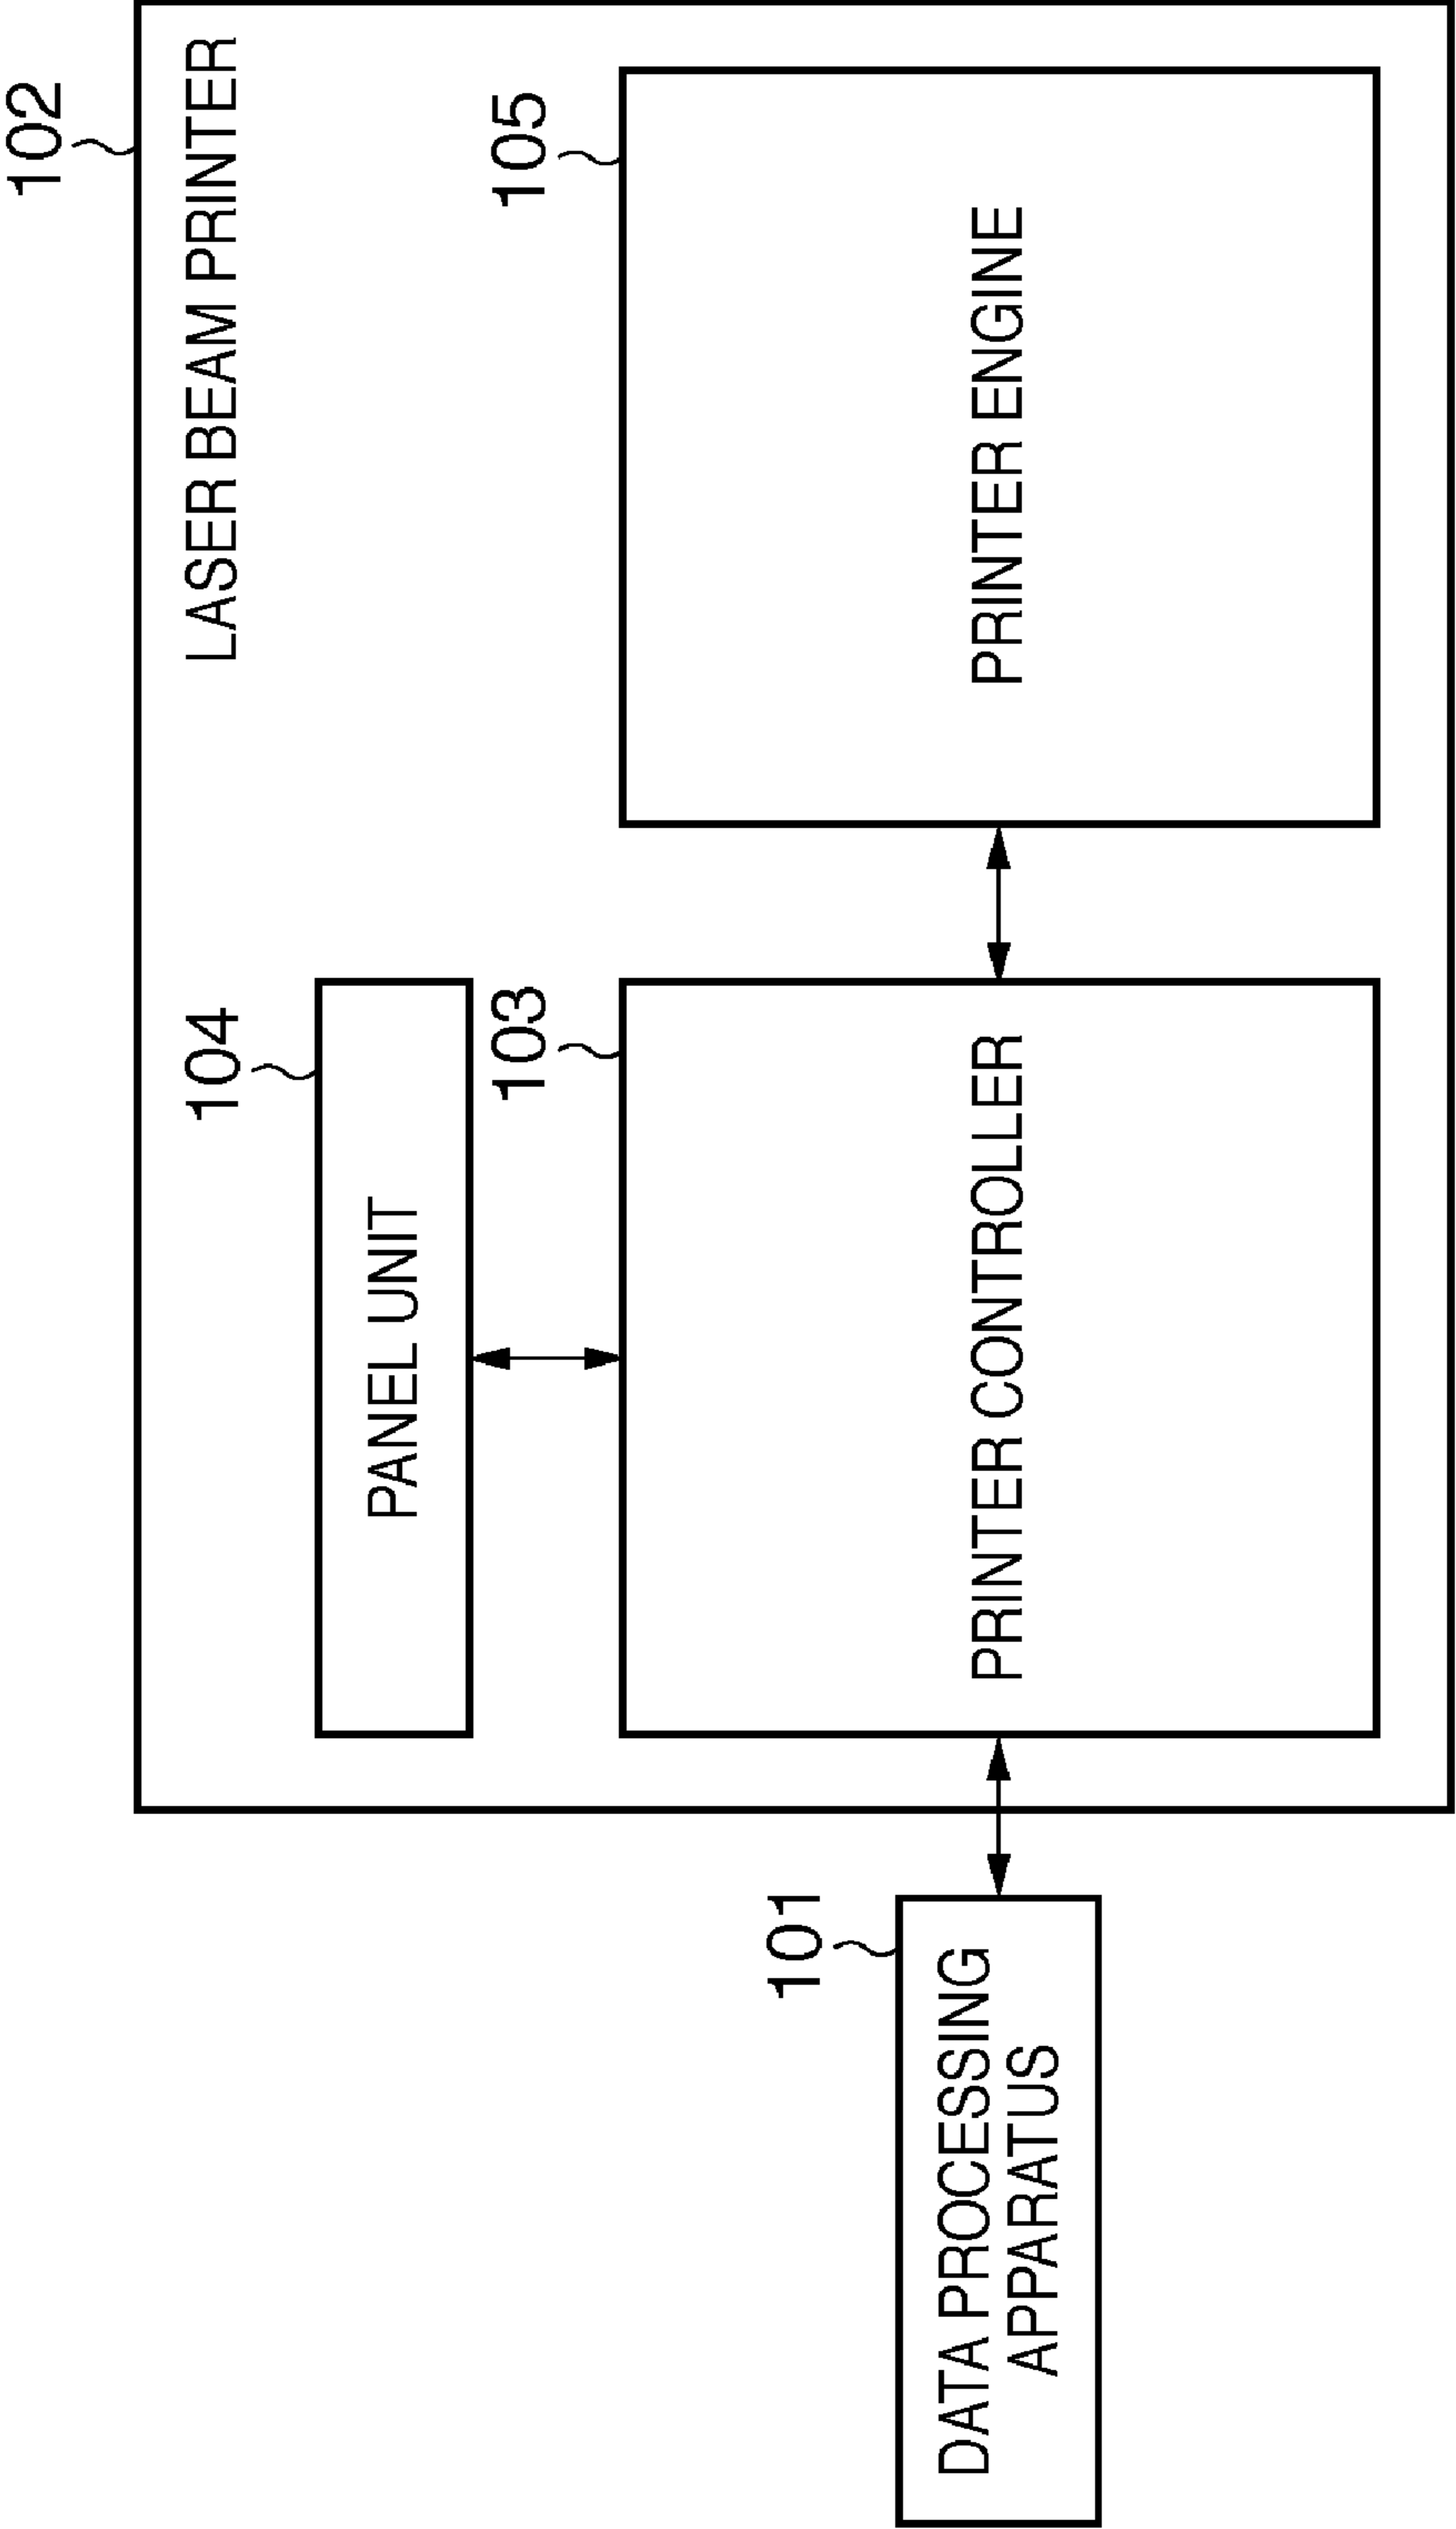 102
LASER BEAM PRINTER
104
PANEL UNIT
103
105
PRINTER CONTROLLER
PRINTER ENGINE
101
DATA PROCESSING
APPARATUS